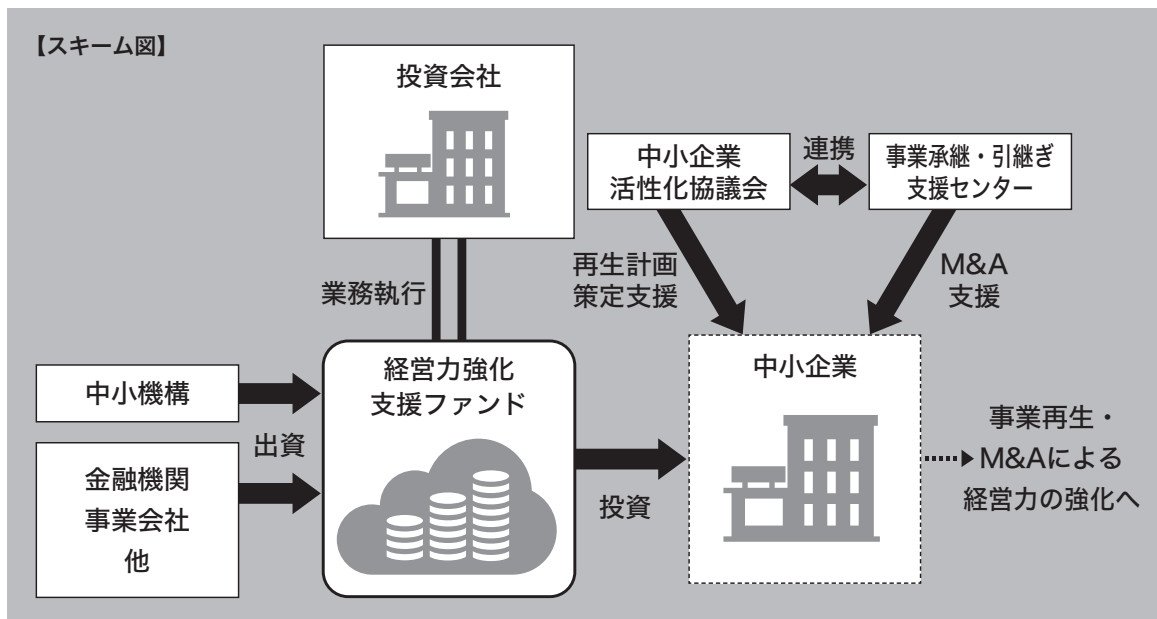 【スキーム図】
投資会社
中小企業
活性化協議会
連携
事業承継・引継ぎ
支援センター
再生計画
策定支援
M&A
支援
業務執行
中小機構
出資
金融機関
事業会社
他
経営力強化
支援ファンド
投資
中小企業
事業再生・
M&Aによる
経営力の強化へ